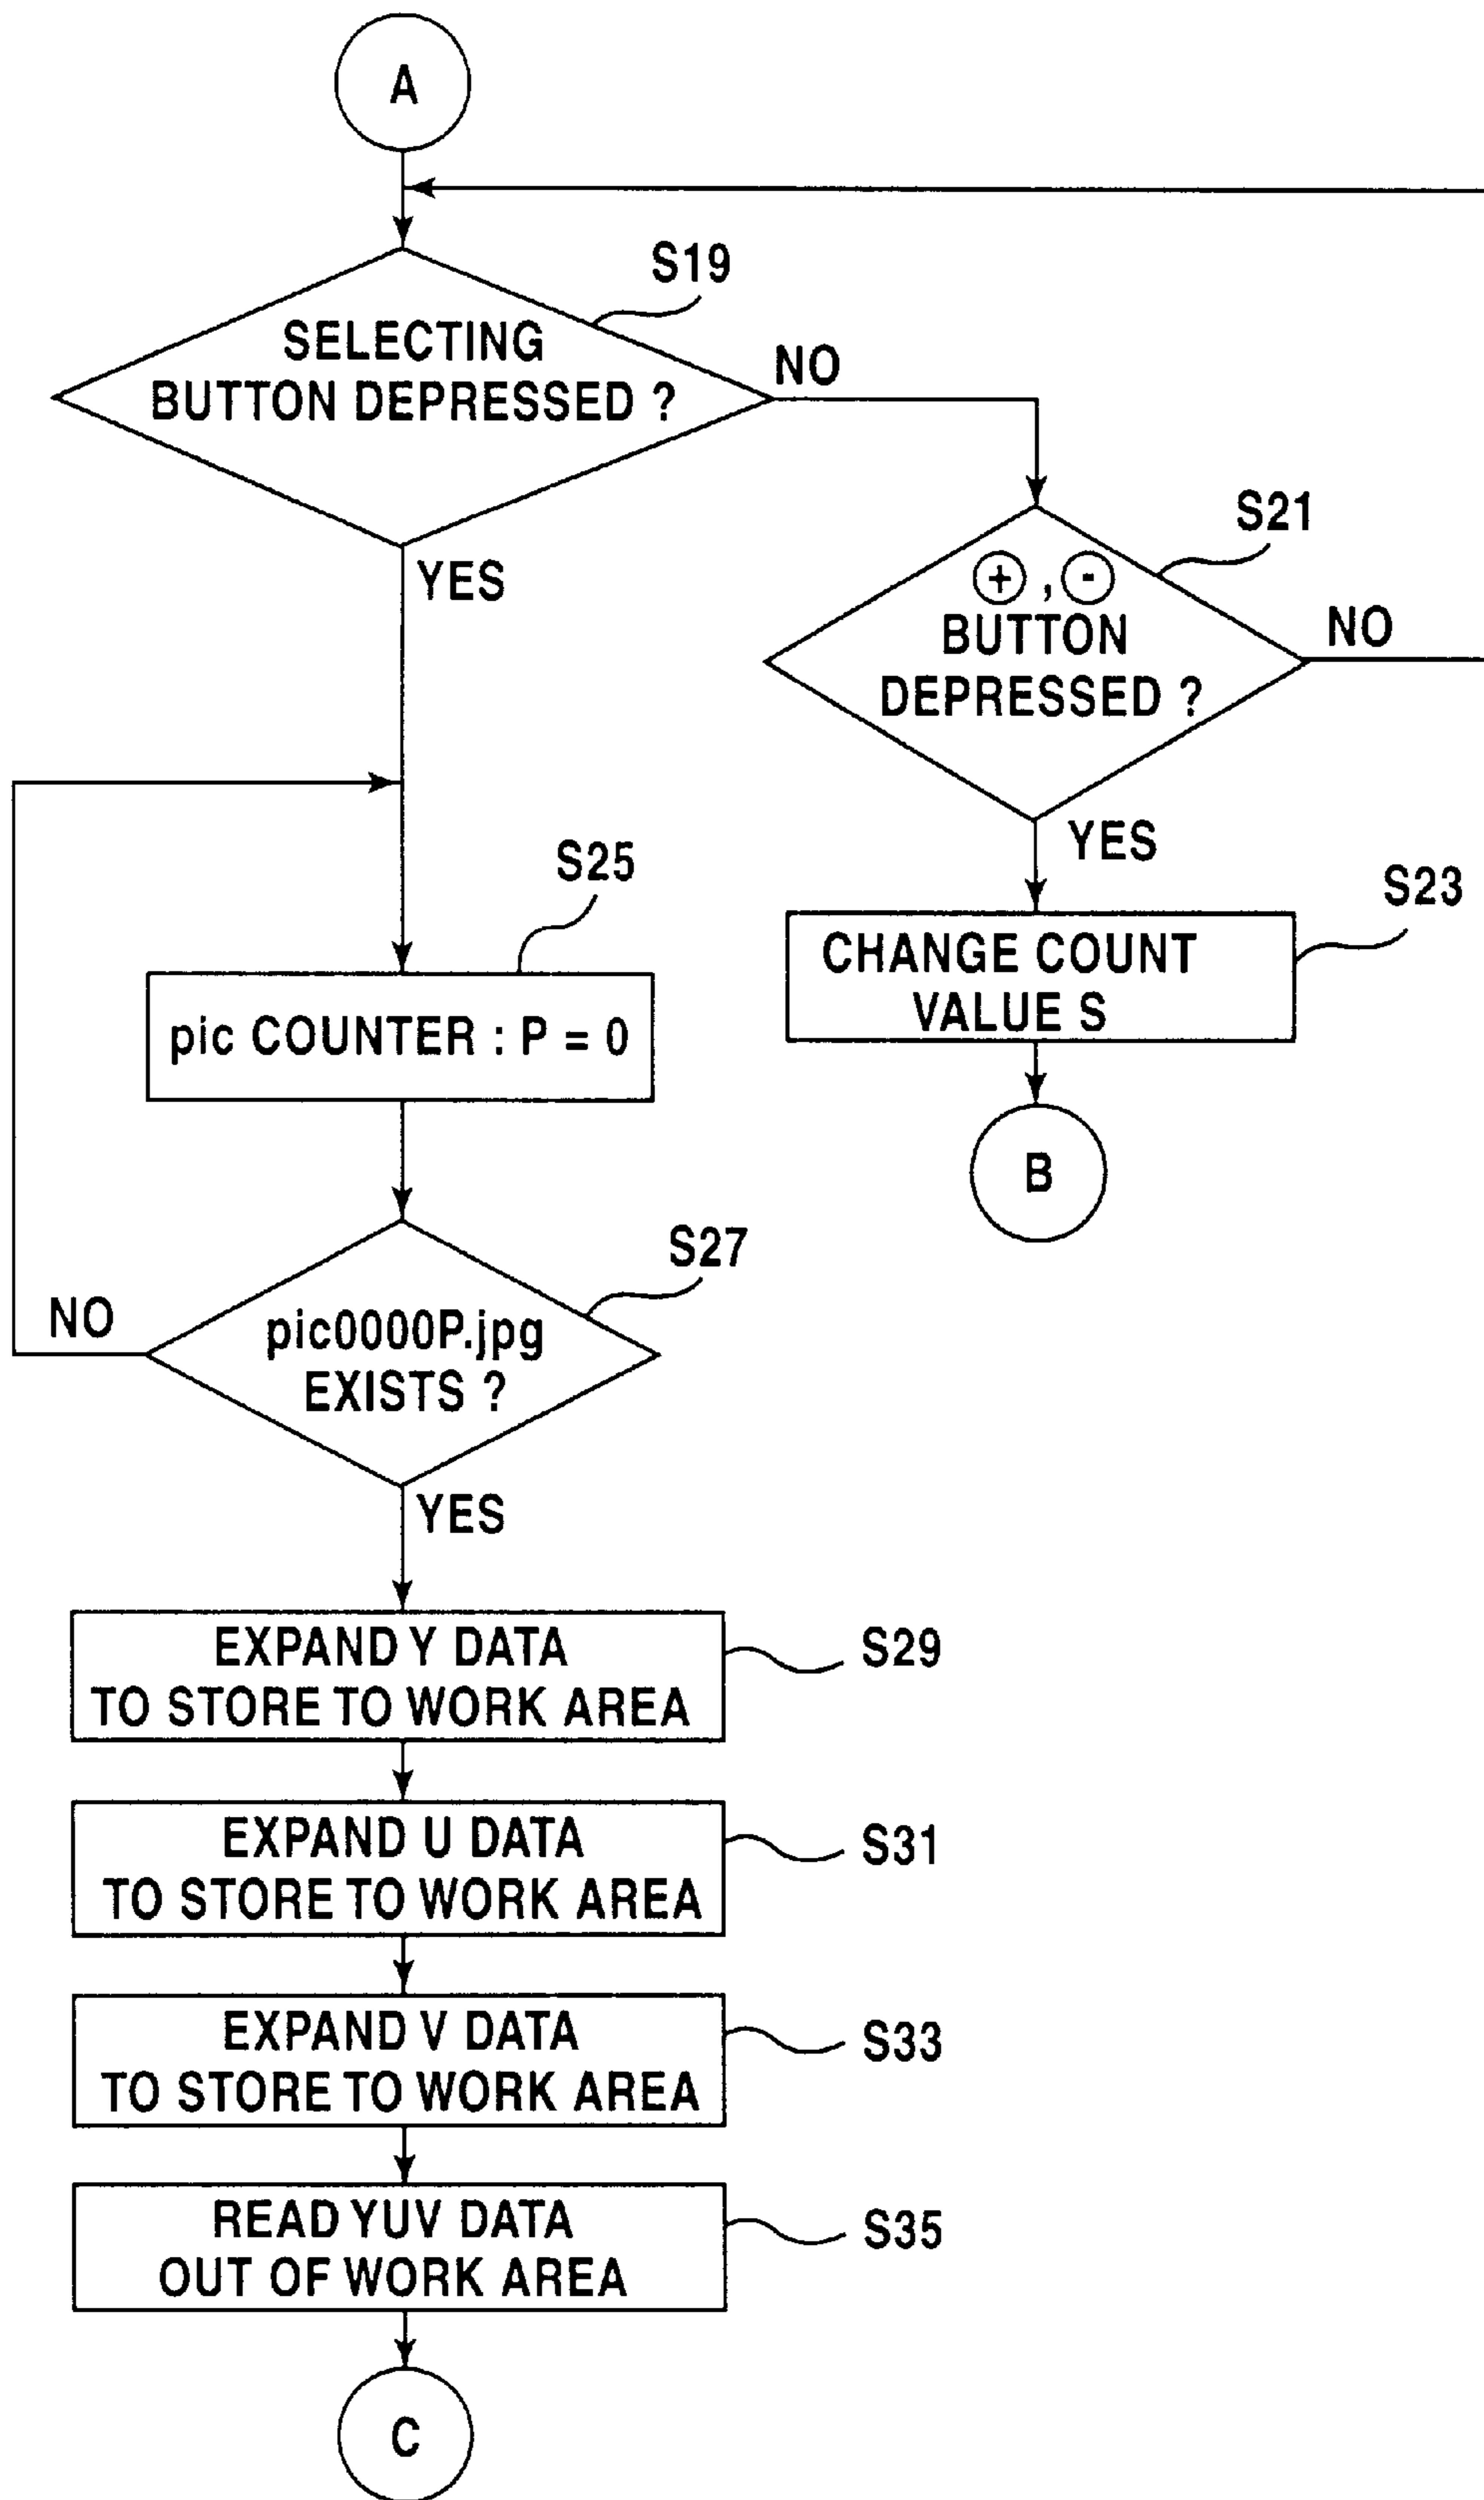 A
S19
SELECTING
BUTTON DEPRESSED ?
NO
YES
S21
+ , -
BUTTON
DEPRESSED ?
NO
YES
S23
CHANGE COUNT
VALUE S
B
S25
pic COUNTER : P = 0
S27
pic0000P.jpg
EXISTS ?
NO
YES
EXPAND Y DATA
TO STORE TO WORK AREA
S29
EXPAND U DATA
TO STORE TO WORK AREA
S31
EXPAND V DATA
TO STORE TO WORK AREA
S33
READ YUV DATA
OUT OF WORK AREA
S35
C